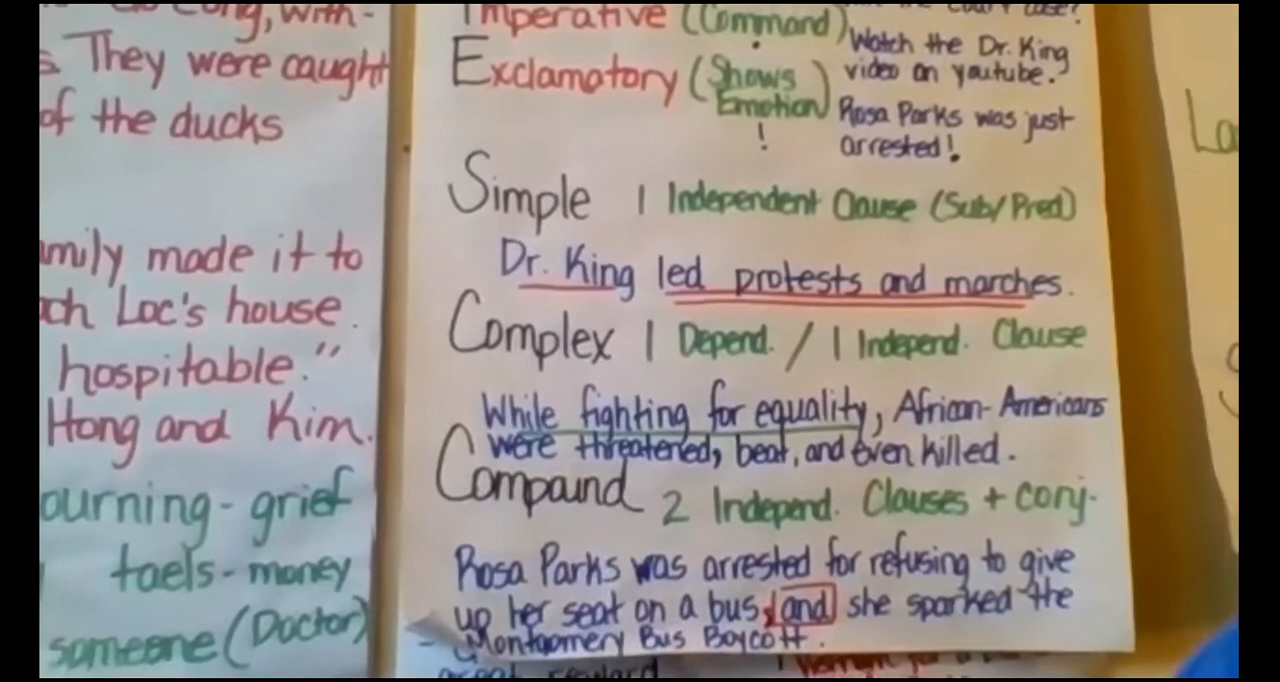 with-
They were caught
of the ducks
made it to
Loc's house.
hospitable."
Hong and Kim.
ourning - grief
taels - money
someone (Doctor)
Imperative (Command)
.
Watch the Dr. King
video on youtube.
Exclamatory (Shows
Emotion)
!
Rosa Parks was just
arrested!
Simple 1 Independent Clause (Sub/Pred)
Dr. King led protests and marches.
Complex 1 Depend. / 1 Independ. Clause
While fighting for equality, African-Americans
were threatened, beat, and even killed.
Compound 2 Independ. Clauses + conj.
Rosa Parks was arrested for refusing to give
up her seat on a bus, and she sparked the
Montgomery Bus Boycott.